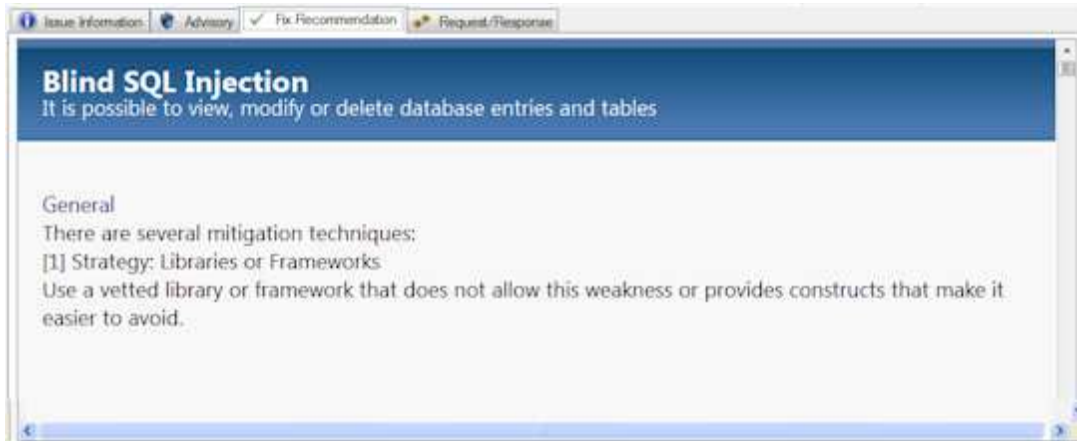 Issue Information Advisory Fix Recommendation Request/Response
Blind SQL Injection
It is possible to view, modify or delete database entries and tables
General
There are several mitigation techniques:
[1] Strategy: Libraries or Frameworks
Use a vetted library or framework that does not allow this weakness or provides constructs that make it
easier to avoid.